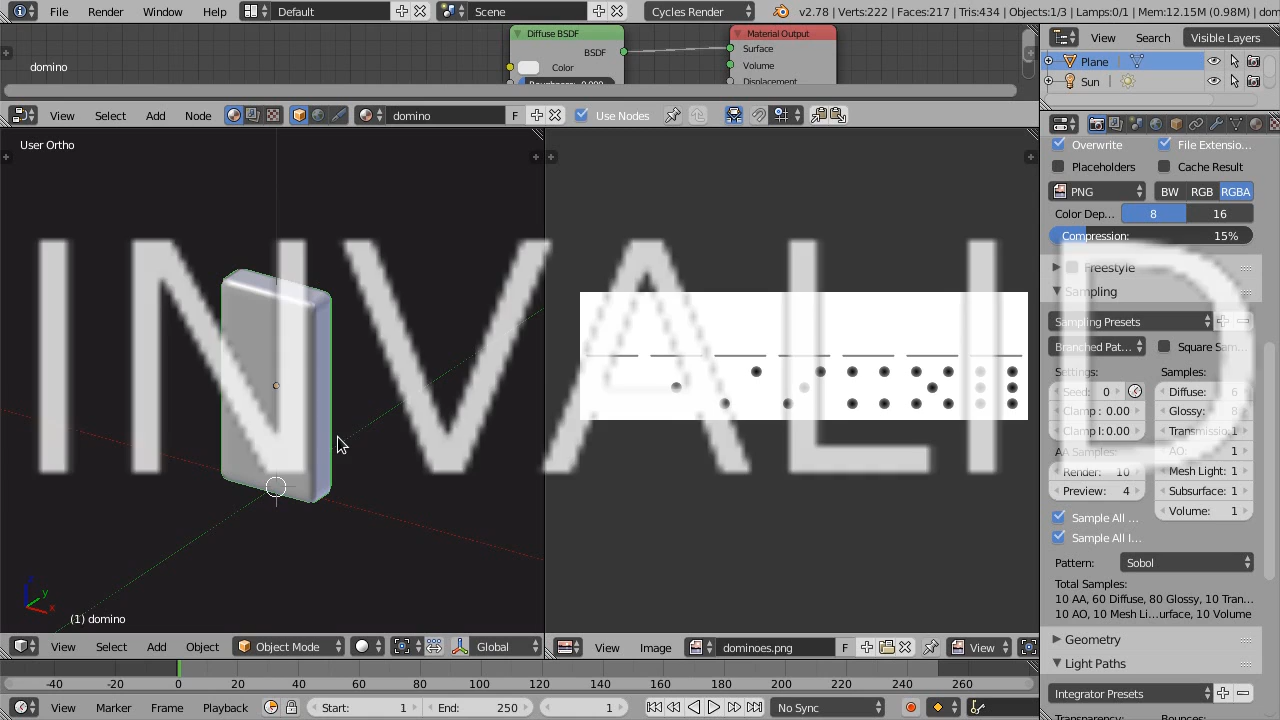 File Render Window Help Default Scene Cycles Render v2.78 | Verts:222 | Faces:217 | Tris:434 | Objects:1/3 | Lamps:0/1 | Mem:12.15M (0.98M) | dom
Diffuse BSDF
BSDF
Color
Roughness: 0.000
Material Output
Surface
Volume
Displacement
domino
View Select Add Node domino F Use Nodes
View Search Visible Layers
Plane
Sun
User Ortho
Overwrite File Extensio...
Placeholders Cache Result
PNG BW RGB RGBA
Color Dep... 8 16
Compression: 15%
Freestyle
Sampling
Sampling Presets
Branched Pat... Square Sam...
Settings: Samples:
Seed: 0 Diffuse: 6
Clamp : 0.00 Glossy: 8
Clamp I: 0.00 Transmissio: 1
AA Samples: AO: 1
Render: 10 Mesh Light: 1
Preview: 4 Subsurface: 1
Volume: 1
Sample All ...
Sample All I...
Pattern: Sobol
Total Samples:
10 AA, 60 Diffuse, 80 Glossy, 10 Tran...
10 AO, 10 Mesh Li...urface, 10 Volume
Geometry
Light Paths
Integrator Presets
Transparency: Bounces:
INVALID
z
y
x
(1) domino
View Select Add Object Object Mode Global
View Image dominoes.png F View
-40 -20 0 20 40 60 80 100 120 140 160 180 200 220 240 260
View Marker Frame Playback Start: 1 End: 250 1 No Sync